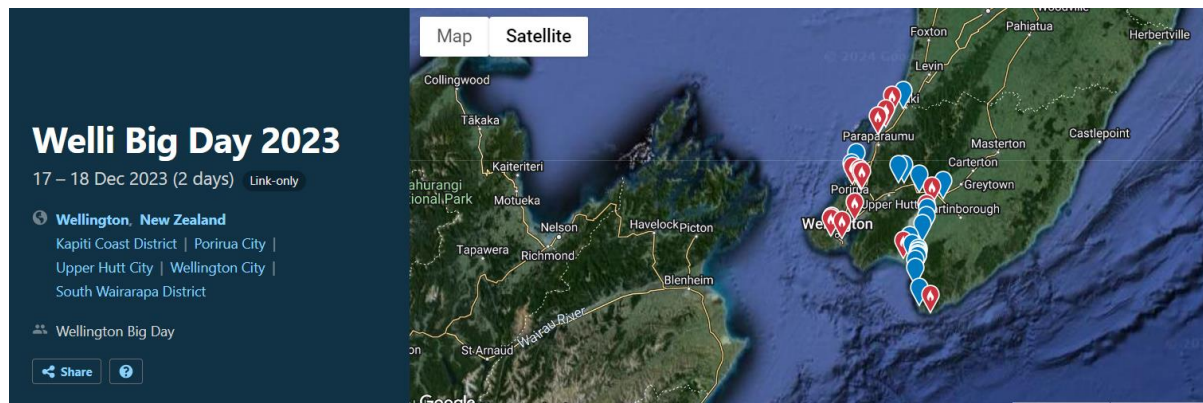 Welli Big Day 2023
17 – 18 Dec 2023 (2 days) Link-only
Wellington, New Zealand
Kapiti Coast District | Porirua City |
Upper Hutt City | Wellington City |
South Wairarapa District
Wellington Big Day
Share
Map Satellite
Foxton
Pahiatua
Herbertville
Levin
Collingwood
Tākaka
Paraparaumu
Masterton
Castlepoint
Kaiteriteri
Carterton
Greytown
Motueka
Upper Hutt
Nelson
Havelock
Picton
Tapawera
Richmond
Blenheim
Wairau River
St Arnaud
Google